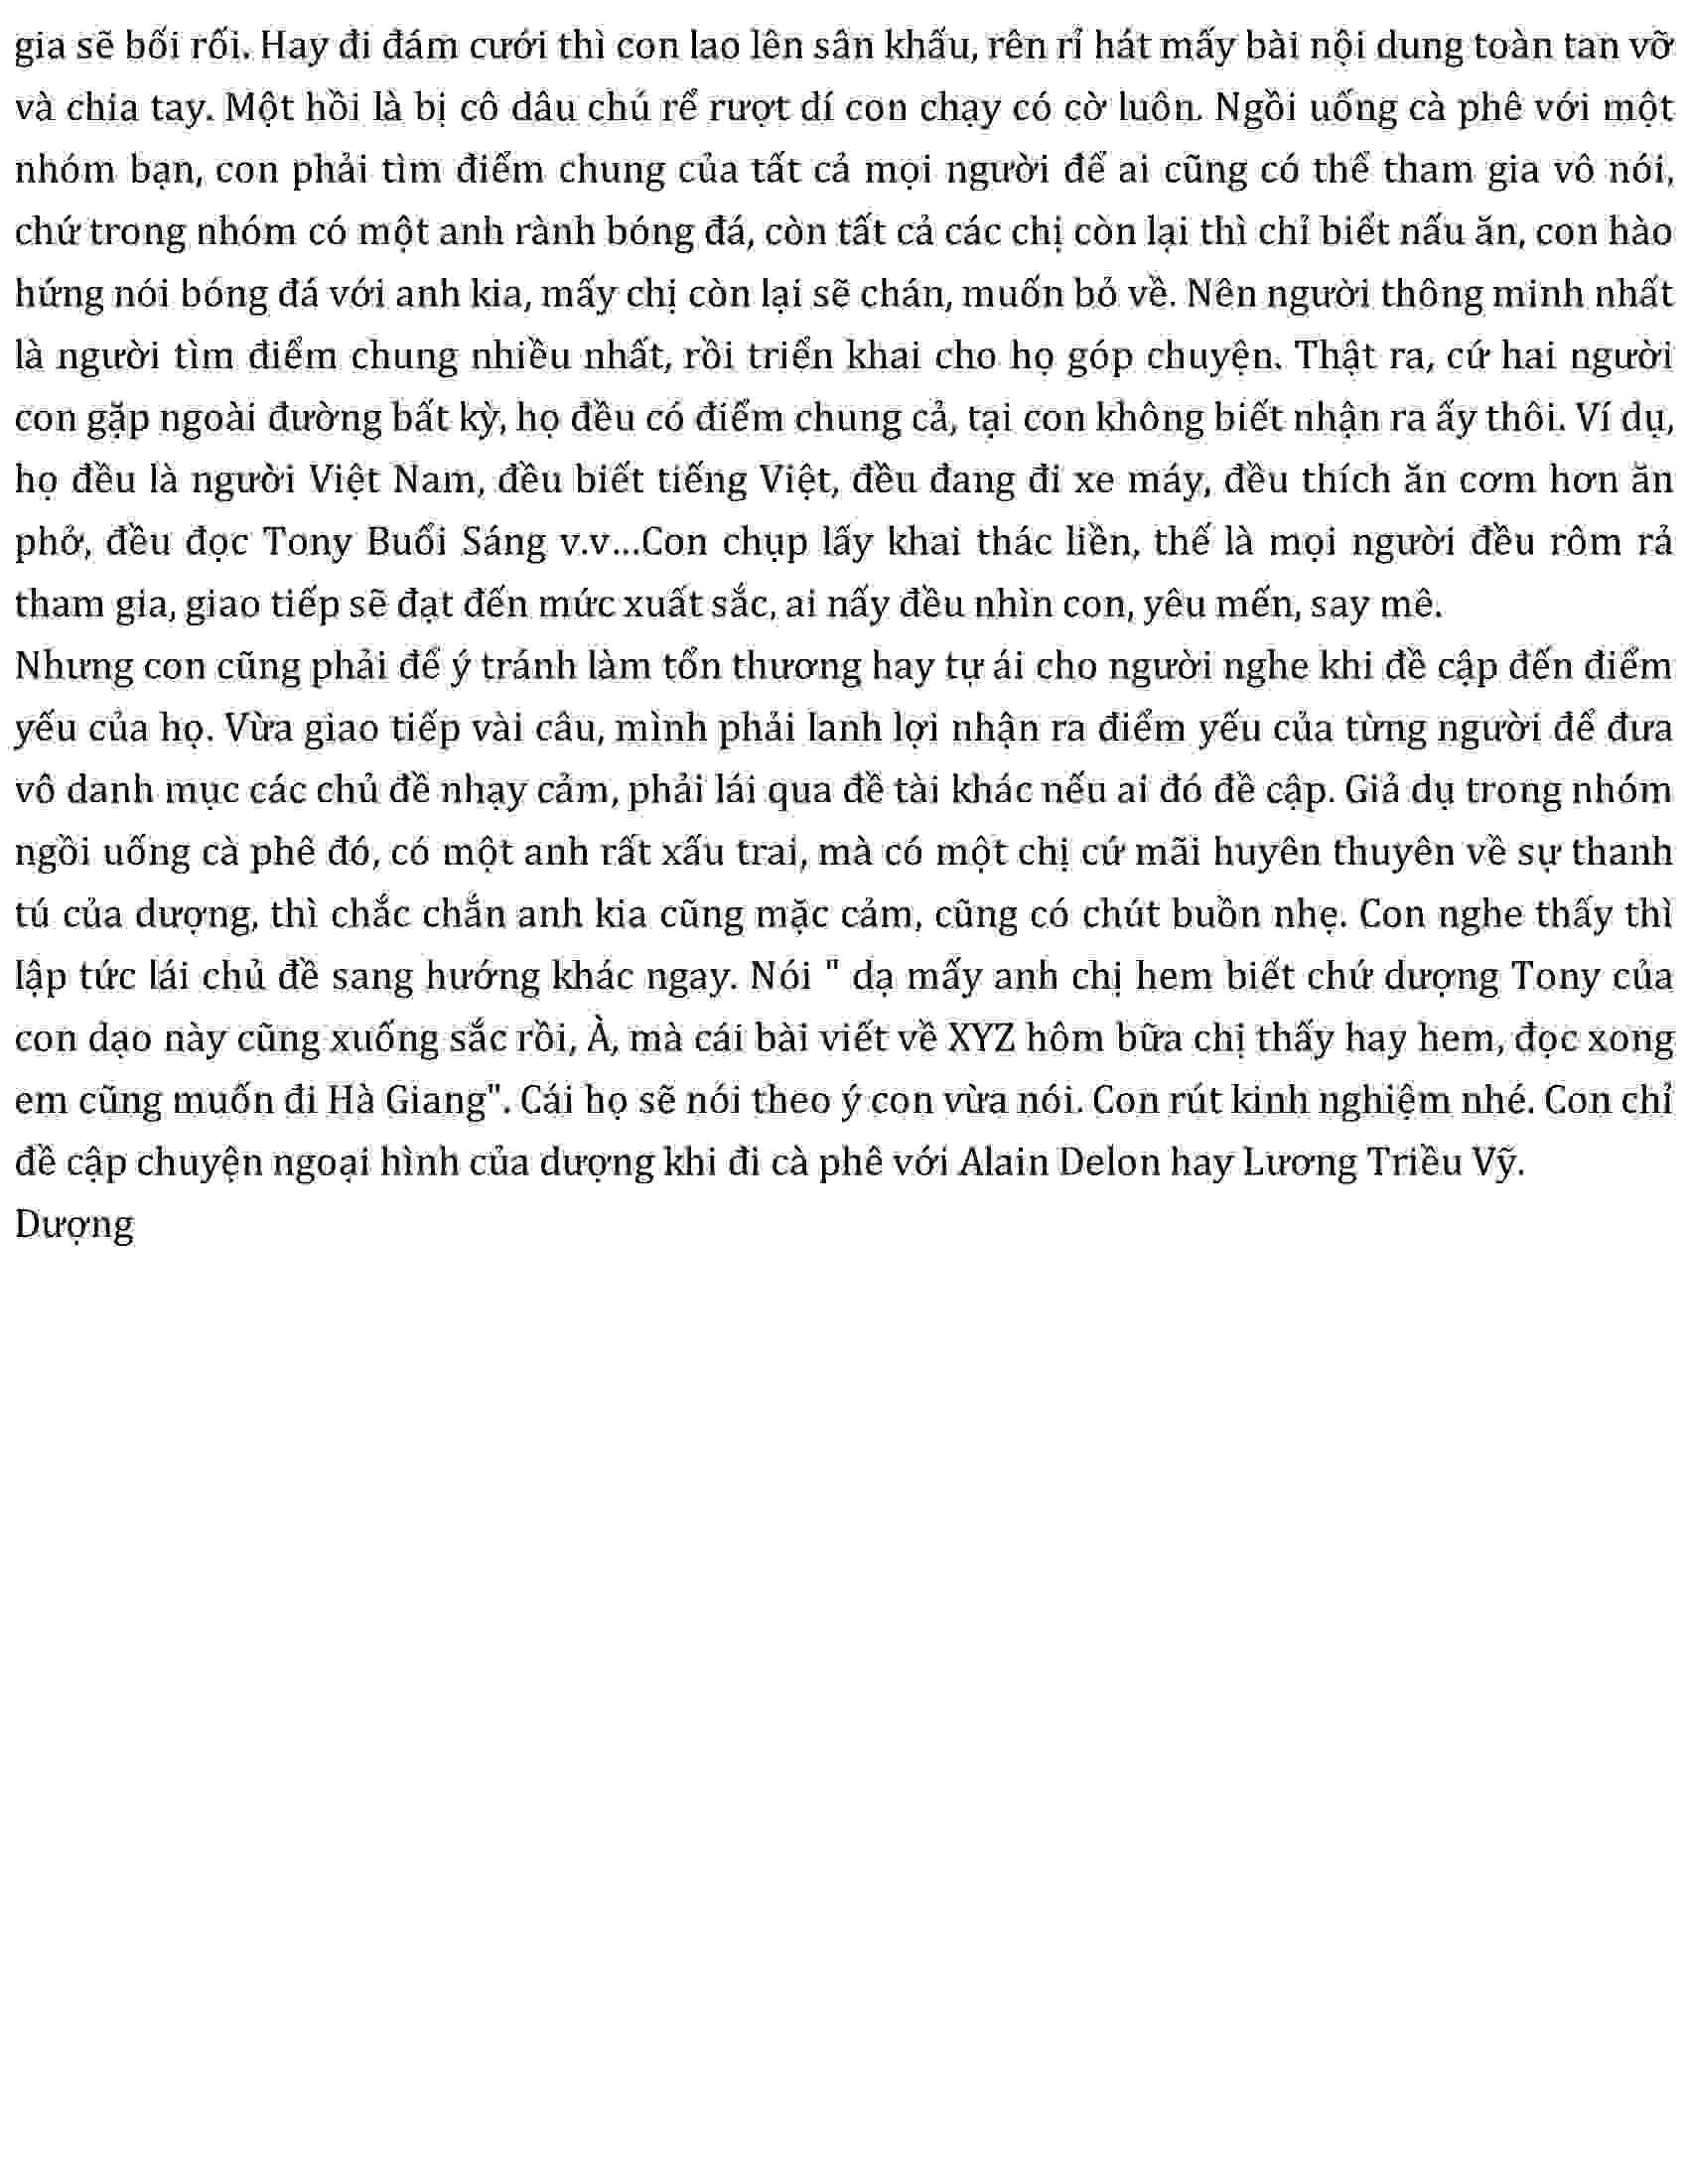 gia sẽ bối rối. Hay đi đám cưới thì con lao lên sân khấu, rên rỉ hát mấy bài nội dung toàn tan vỡ
và chia tay. Một hồi là bị cô dâu chú rể rượt dí con chạy có cờ luôn. Ngồi uống cà phê với một
nhóm bạn, con phải tìm điểm chung của tất cả mọi người để ai cũng có thể tham gia vô nói,
chứ trong nhóm có một anh rành bóng đá, còn tất cả các chị còn lại thì chỉ biết nấu ăn, con hào
hứng nói bóng đá với anh kia, mấy chị còn lại sẽ chán, muốn bỏ về. Nên người thông minh nhất
là người tìm điểm chung nhiều nhất, rồi triển khai cho họ góp chuyện. Thật ra, cứ hai người
con gặp ngoài đường bất kỳ, họ đều có điểm chung cả, tại con không biết nhận ra ấy thôi. Ví dụ,
họ đều là người Việt Nam, đều biết tiếng Việt, đều đang đi xe máy, đều thích ăn cơm hơn ăn
phở, đều đọc Tony Buổi Sáng v.v...Con chụp lấy khai thác liền, thế là mọi người đều rôm rả
tham gia, giao tiếp sẽ đạt đến mức xuất sắc, ai nấy đều nhìn con, yêu mến, say mê.
Nhưng con cũng phải để ý tránh làm tổn thương hay tự ái cho người nghe khi đề cập đến điểm
yếu của họ. Vừa giao tiếp vài câu, mình phải lanh lợi nhận ra điểm yếu của từng người để đưa
vô danh mục các chủ đề nhạy cảm, phải lái qua đề tài khác nếu ai đó đề cập. Giả dụ trong nhóm
ngồi uống cà phê đó, có một anh rất xấu trai, mà có một chị cứ mãi huyên thuyên về sự thanh
tú của dượng, thì chắc chắn anh kia cũng mặc cảm, cũng có chút buồn nhẹ. Con nghe thấy thì
lập tức lái chủ đề sang hướng khác ngay. Nói " dạ mấy anh chị hem biết chứ dượng Tony của
con dạo này cũng xuống sắc rồi, À, mà cái bài viết về XYZ hôm bữa chị thấy hay hem, đọc xong
em cũng muốn đi Hà Giang". Cái họ sẽ nói theo ý con vừa nói. Con rút kinh nghiệm nhé. Con chỉ
đề cập chuyện ngoại hình của dượng khi đi cà phê với Alain Delon hay Lương Triều Vỹ.
Dượng